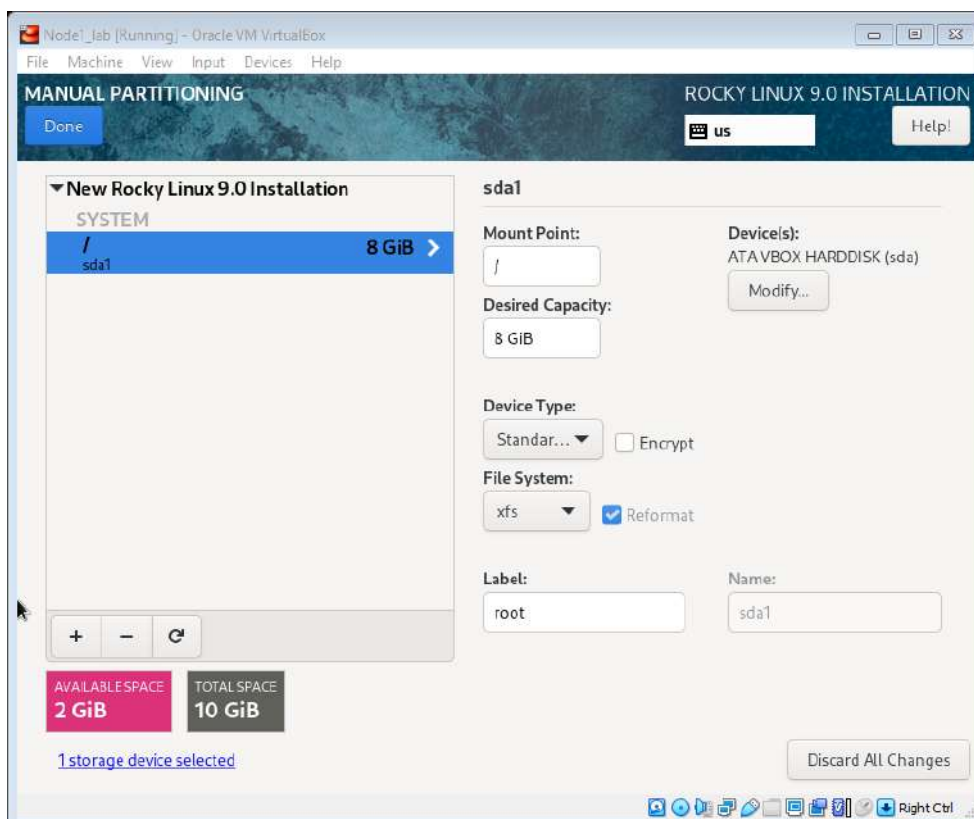 Node1_lab [Running] - Oracle VM VirtualBox
File Machine View Input Devices Help
MANUAL PARTITIONING
ROCKY LINUX 9.0 INSTALLATION
Done
us
Help!
New Rocky Linux 9.0 Installation
SYSTEM
/
8 GiB
sda1
sda1
Mount Point:
Device(s):
/
ATA VBOX HARDDISK (sda)
Modify...
Desired Capacity:
8 GiB
Device Type:
Standar...
Encrypt
File System:
xfs
Reformat
Label:
Name:
root
sda1
+ −
AVAILABLE SPACE
2 GiB
TOTAL SPACE
10 GiB
1 storage device selected
Discard All Changes
Right Ctrl